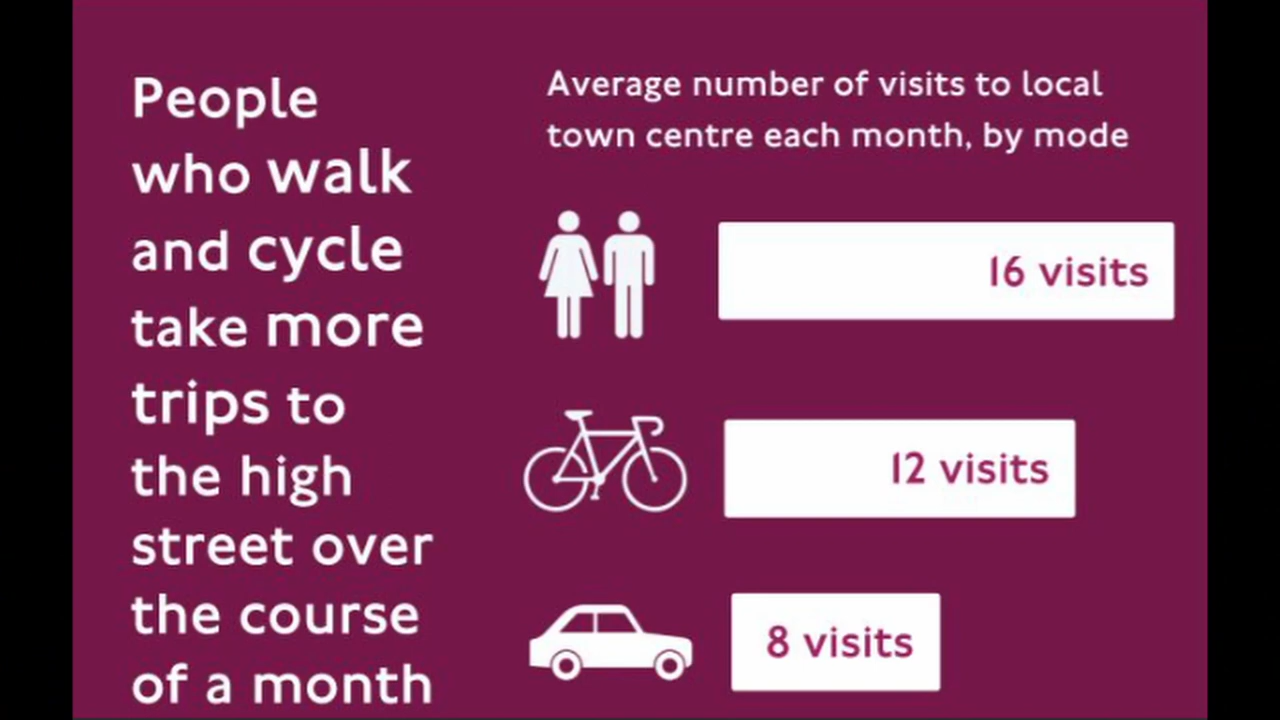 People
who walk
and cycle
take more
trips to
the high
street over
the course
of a month
Average number of visits to local
town centre each month, by mode
16 visits
12 visits
8 visits